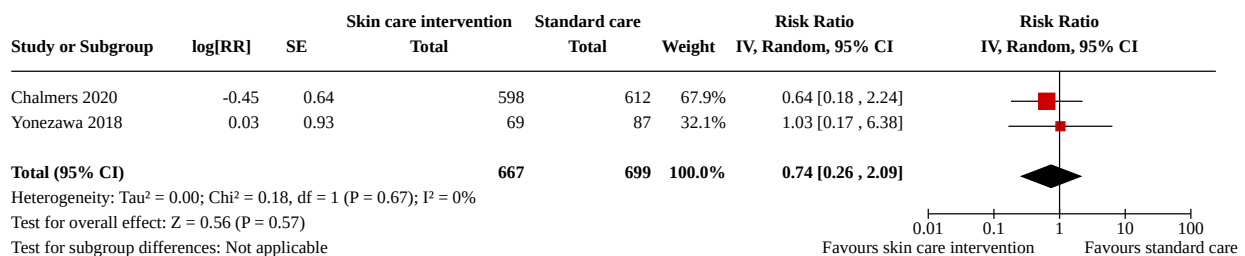 Skin care intervention Standard care Risk Ratio Risk Ratio
Study or Subgroup log[RR] SE Total Total Weight IV, Random, 95% CI IV, Random, 95% CI
Chalmers 2020 -0.45 0.64 598 612 67.9% 0.64 [0.18 , 2.24]
Yonezawa 2018 0.03 0.93 69 87 32.1% 1.03 [0.17 , 6.38]
Total (95% CI) 667 699 100.0% 0.74 [0.26 , 2.09]
Heterogeneity: Tau² = 0.00; Chi² = 0.18, df = 1 (P = 0.67); I² = 0%
Test for overall effect: Z = 0.56 (P = 0.57)
0.01 0.1 1 10 100
Test for subgroup differences: Not applicable Favours skin care intervention Favours standard care